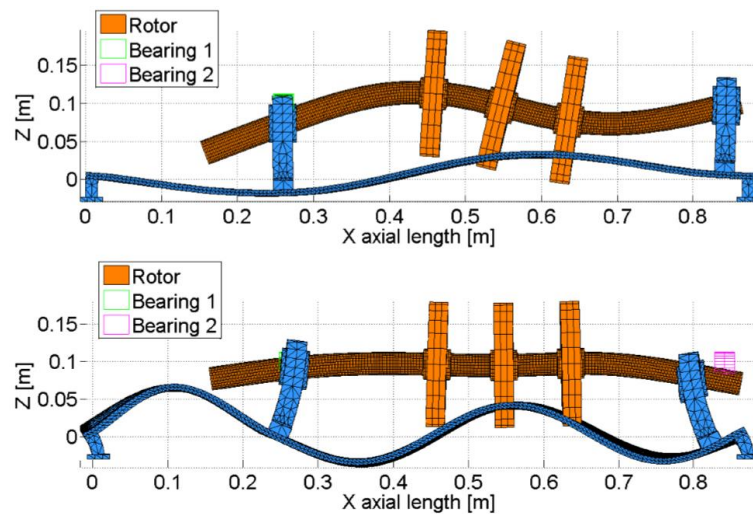 Rotor
Bearing 1
Bearing 2
Z [m]
0.15
0.1
0.05
0
0 0.1 0.2 0.3 0.4 0.5 0.6 0.7 0.8
X axial length [m]
Rotor
Bearing 1
Bearing 2
Z [m]
0.15
0.1
0.05
0
0 0.1 0.2 0.3 0.4 0.5 0.6 0.7 0.8
X axial length [m]